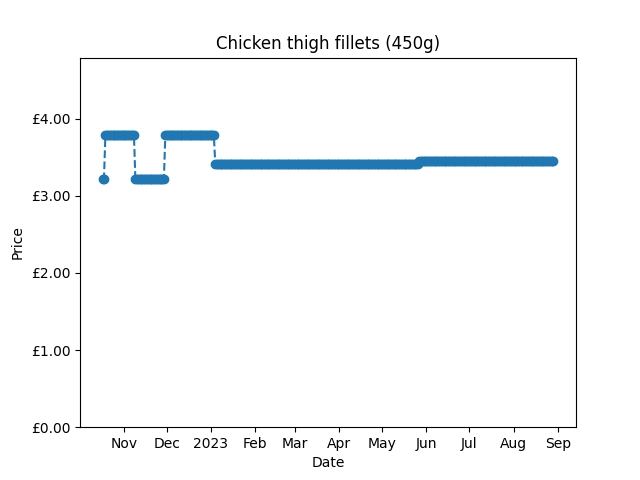 Chicken thigh fillets (450g)
£4.00
£3.00
£2.00
£1.00
£0.00
Price
Nov Dec 2023 Feb Mar Apr May Jun Jul Aug Sep
Date